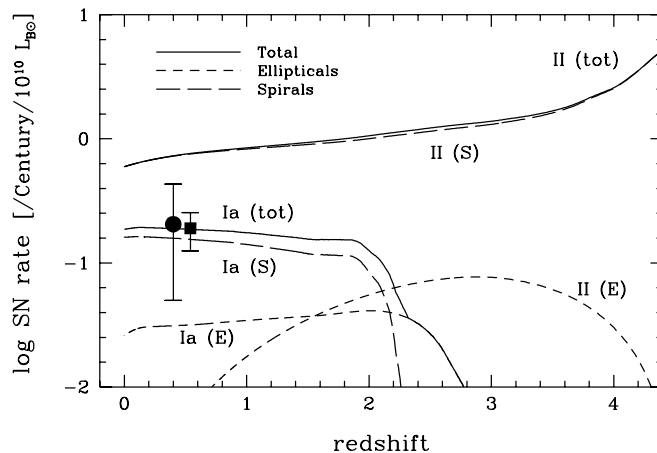 1
0
-1
-2
log SN rate [/Century/10¹⁰ L_B⊙]
Total
Ellipticals
Spirals
II (tot)
II (S)
Ia (tot)
Ia (S)
Ia (E)
II (E)
0 1 2 3 4
redshift